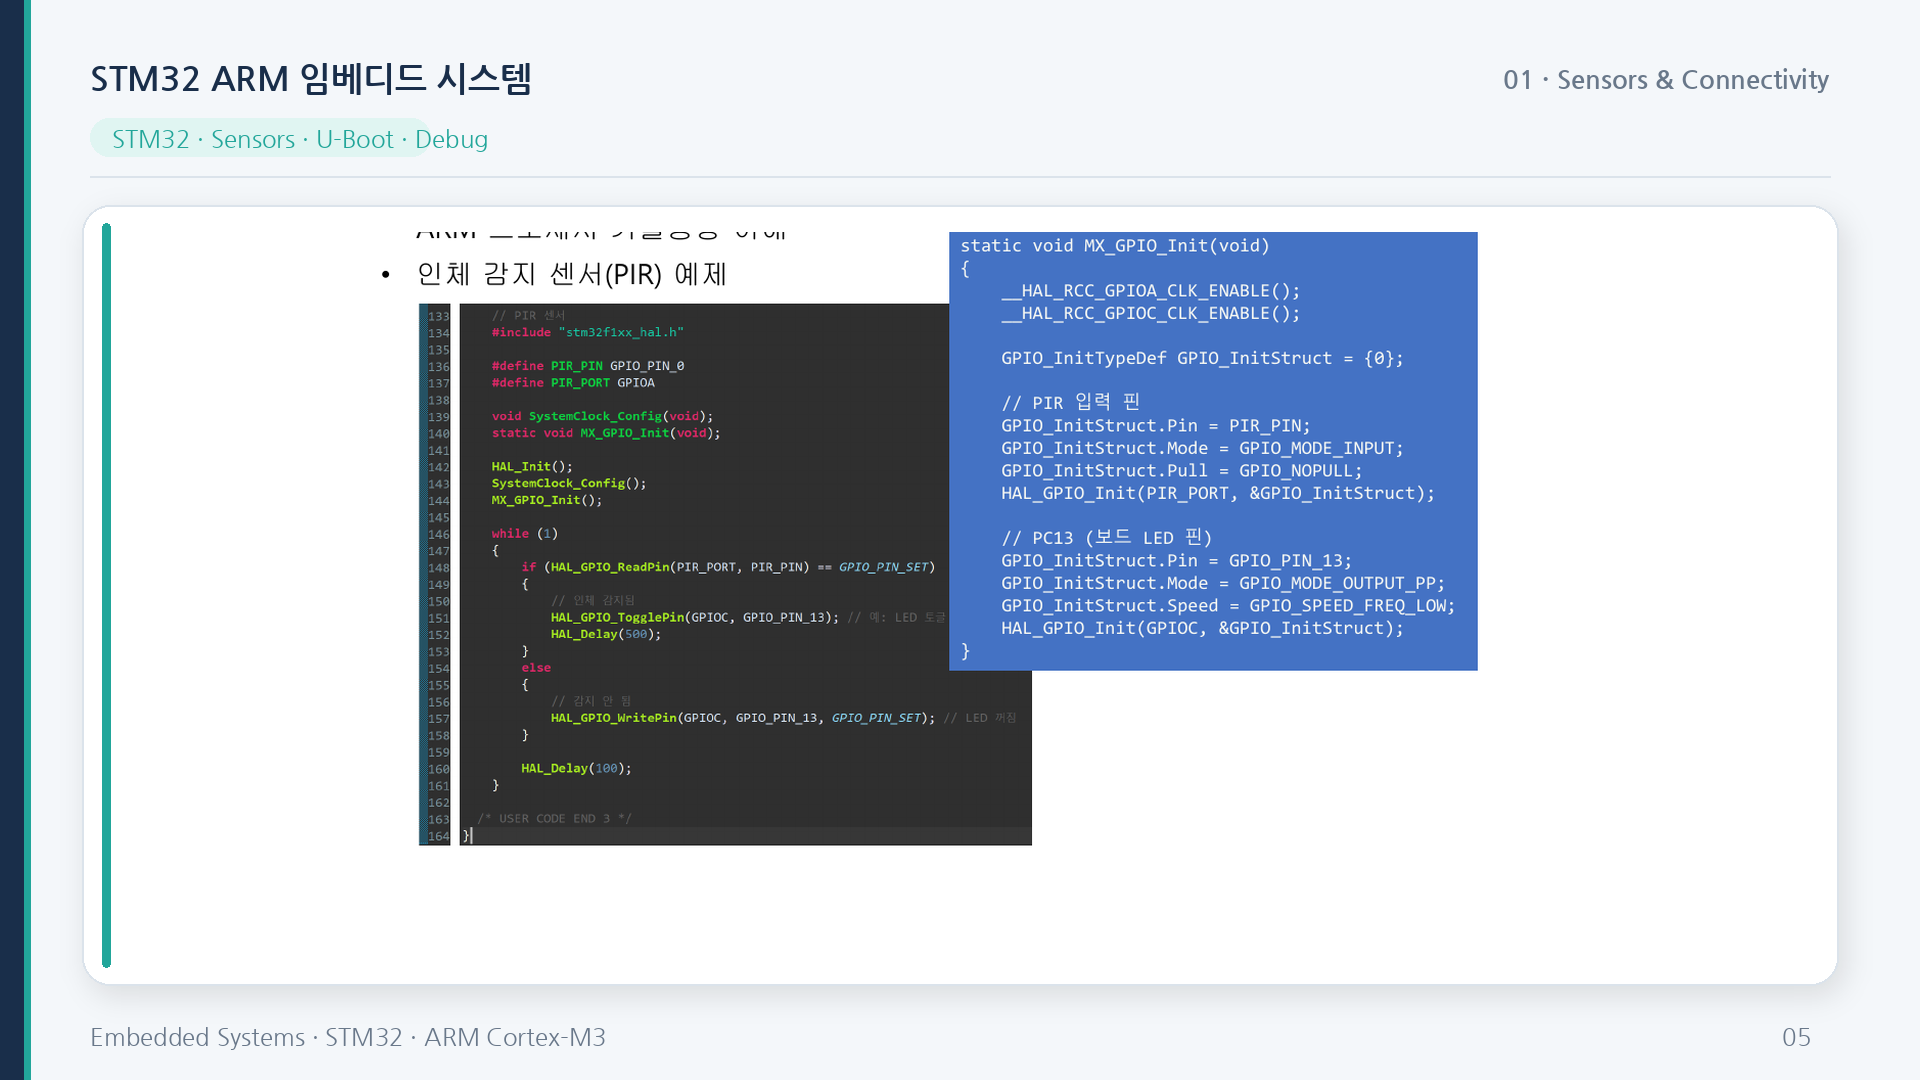 STM32 ARM 임베디드 시스템
01 · Sensors & Connectivity
STM32 · Sensors · U-Boot · Debug
• 인체 감지 센서(PIR) 예제
133 // PIR 센서
134 #include "stm32f1xx_hal.h"
135
136 #define PIR_PIN GPIO_PIN_0
137 #define PIR_PORT GPIOA
138
139 void SystemClock_Config(void);
140 static void MX_GPIO_Init(void);
141
142 HAL_Init();
143 SystemClock_Config();
144 MX_GPIO_Init();
145
146 while (1)
147 {
148 if (HAL_GPIO_ReadPin(PIR_PORT, PIR_PIN) == GPIO_PIN_SET)
149 {
150 // 인체 감지됨
151 HAL_GPIO_TogglePin(GPIOC, GPIO_PIN_13); // 예: LED 토글
152 HAL_Delay(500);
153 }
154 else
155 {
156 // 감지 안 됨
157 HAL_GPIO_WritePin(GPIOC, GPIO_PIN_13, GPIO_PIN_SET); // LED 꺼짐
158 }
159
160 HAL_Delay(100);
161 }
162
163 /* USER CODE END 3 */
164 }
static void MX_GPIO_Init(void)
{
__HAL_RCC_GPIOA_CLK_ENABLE();
__HAL_RCC_GPIOC_CLK_ENABLE();
GPIO_InitTypeDef GPIO_InitStruct = {0};
// PIR 입력 핀
GPIO_InitStruct.Pin = PIR_PIN;
GPIO_InitStruct.Mode = GPIO_MODE_INPUT;
GPIO_InitStruct.Pull = GPIO_NOPULL;
HAL_GPIO_Init(PIR_PORT, &GPIO_InitStruct);
// PC13 (보드 LED 핀)
GPIO_InitStruct.Pin = GPIO_PIN_13;
GPIO_InitStruct.Mode = GPIO_MODE_OUTPUT_PP;
GPIO_InitStruct.Speed = GPIO_SPEED_FREQ_LOW;
HAL_GPIO_Init(GPIOC, &GPIO_InitStruct);
}
Embedded Systems · STM32 · ARM Cortex-M3
05